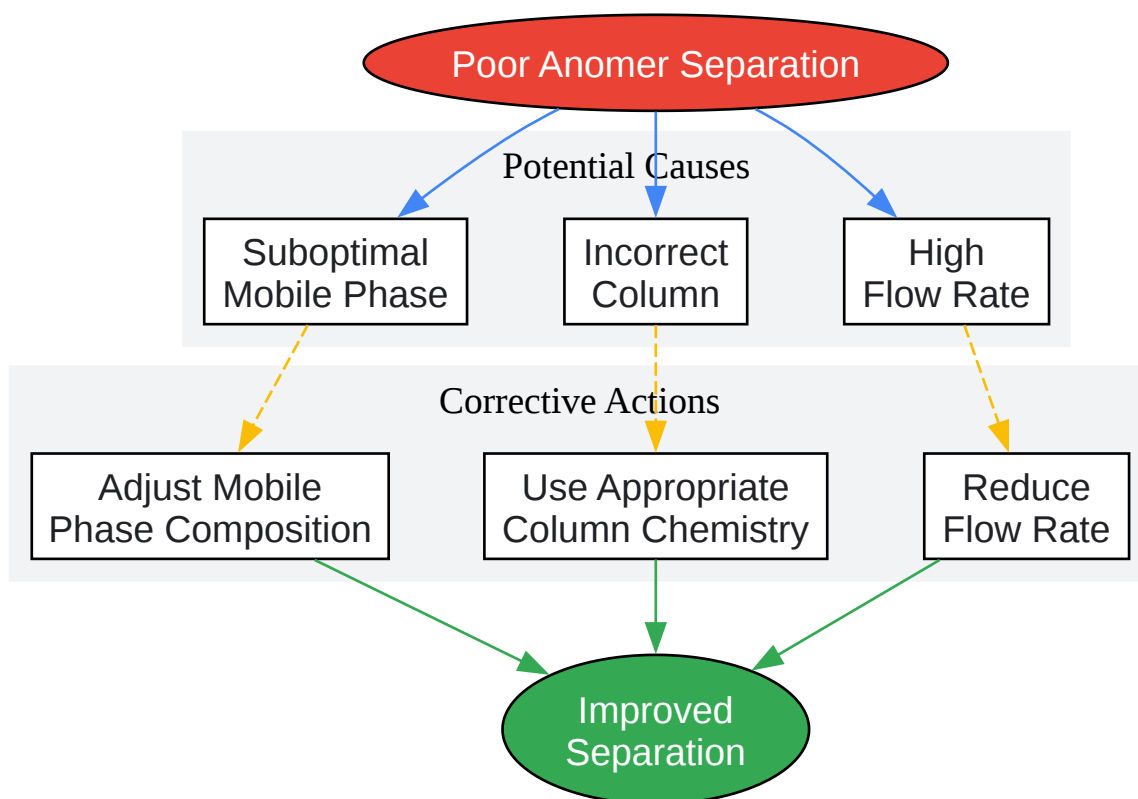 Poor Anomer Separation
Potential Causes
Suboptimal
Mobile Phase
Incorrect
Column
High
Flow Rate
Corrective Actions
Adjust Mobile
Phase Composition
Use Appropriate
Column Chemistry
Reduce
Flow Rate
Improved
Separation